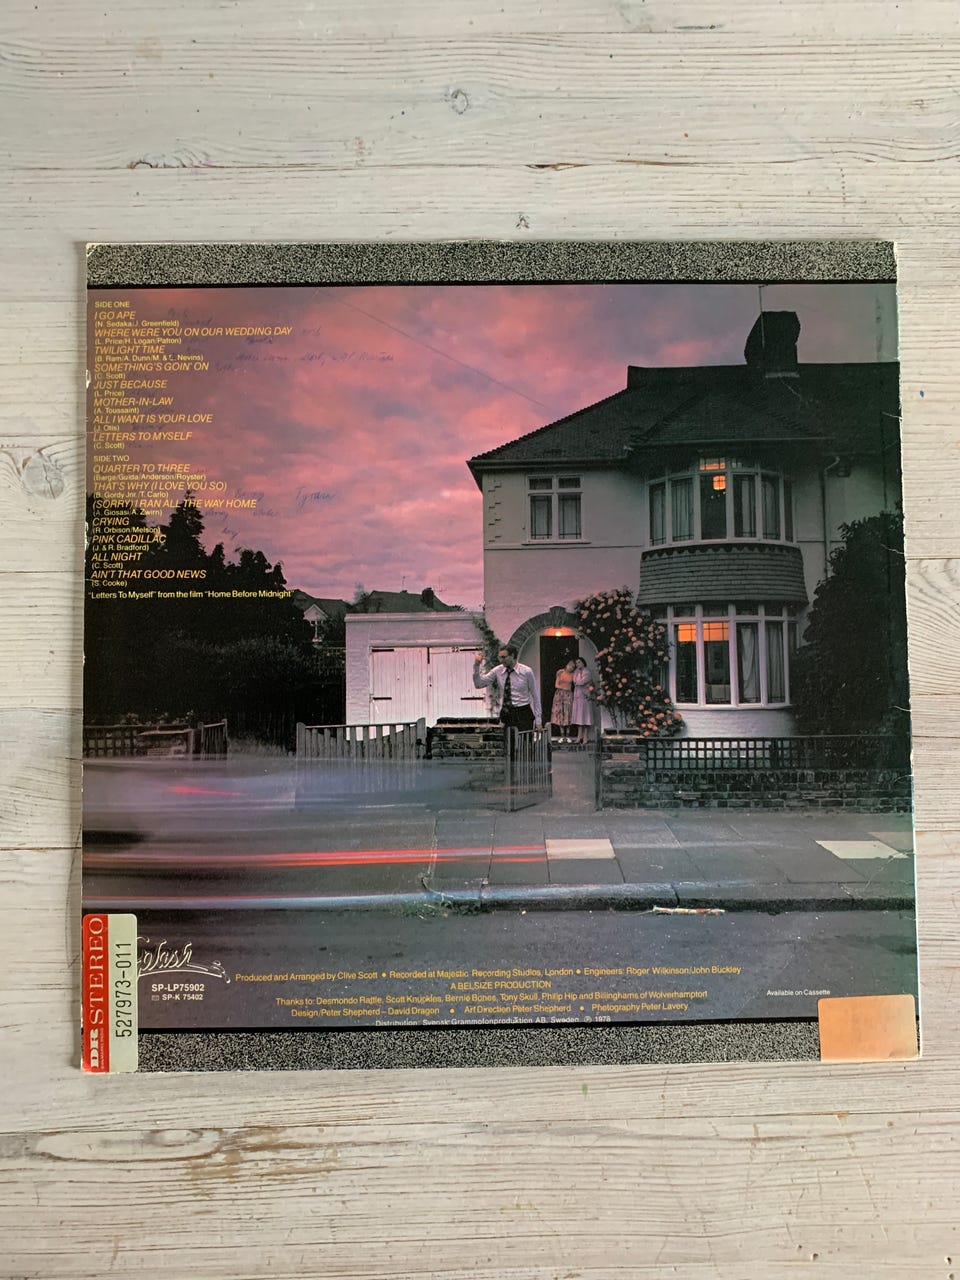 SIDE ONE
I GO APE
(N. Sedaka/J. Greenfield)
WHERE WERE YOU ON OUR WEDDING DAY
(L. Price/H. Logan/Patton)
TWILIGHT TIME
(B. Ram/A. Dunn/M. & L. Nevins)
SOMETHING'S GOIN' ON
(C. Scott)
JUST BECAUSE
(L. Price)
MOTHER-IN-LAW
(A. Toussaint)
ALL I WANT IS YOUR LOVE
(J. Otis)
LETTERS TO MYSELF
(C. Scott)
SIDE TWO
QUARTER TO THREE
(Barge/Guida/Anderson/Royster)
THAT'S WHY (I LOVE YOU SO)
(B. Gordy Jnr./T. Carlo)
(SORRY) I RAN ALL THE WAY HOME
(A. Giosasi/A. Zwirn)
CRYING
(R. Orbison/Melson)
PINK CADILLAC
(J. & R. Bradford)
ALL NIGHT
(C. Scott)
AIN'T THAT GOOD NEWS
(S. Cooke)
"Letters To Myself" from the film "Home Before Midnight"
22
DR STEREO
527973-011
SP-LP75902
SP-K 75402
Produced and Arranged by Clive Scott • Recorded at Majestic Recording Studios, London • Engineers: Roger Wilkinson/John Buckley
A BELSIZE PRODUCTION
Thanks to: Desmondo Rattle, Scott Knuckles, Bernie Bones, Tony Skull, Philip Hip and Billinghams of Wolverhampton
Design/Peter Shepherd – David Dragon • Art Direction Peter Shepherd • Photography Peter Lavery.
Distribution: Svensk Grammofonproduktion AB, Sweden ℗ 1978
Available on Cassette